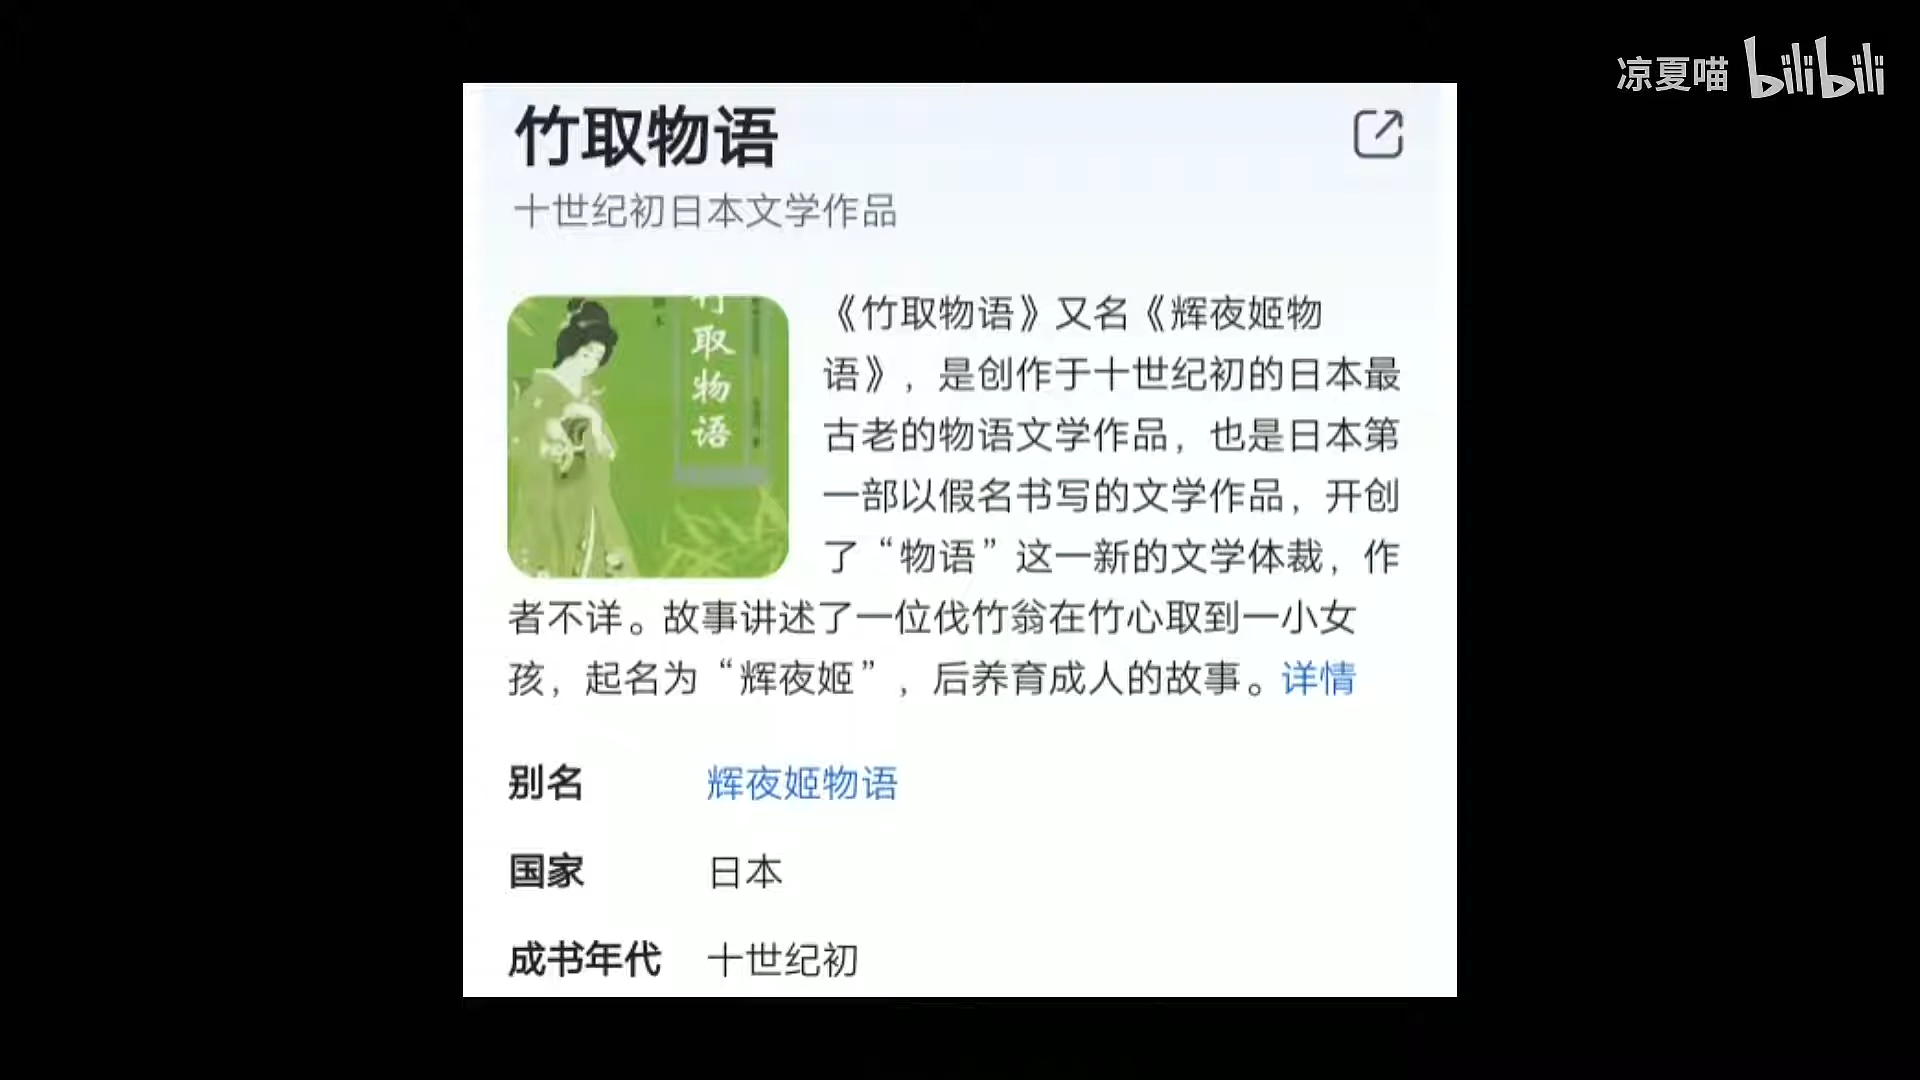 凉夏喵 bilibili
竹取物语
十世纪初日本文学作品
取
物
语
《竹取物语》又名《辉夜姬物
语》，是创作于十世纪初的日本最
古老的物语文学作品，也是日本第
一部以假名书写的文学作品，开创
了“物语”这一新的文学体裁，作
者不详。故事讲述了一位伐竹翁在竹心取到一小女
孩，起名为“辉夜姬”，后养育成人的故事。详情
别名 辉夜姬物语
国家 日本
成书年代 十世纪初